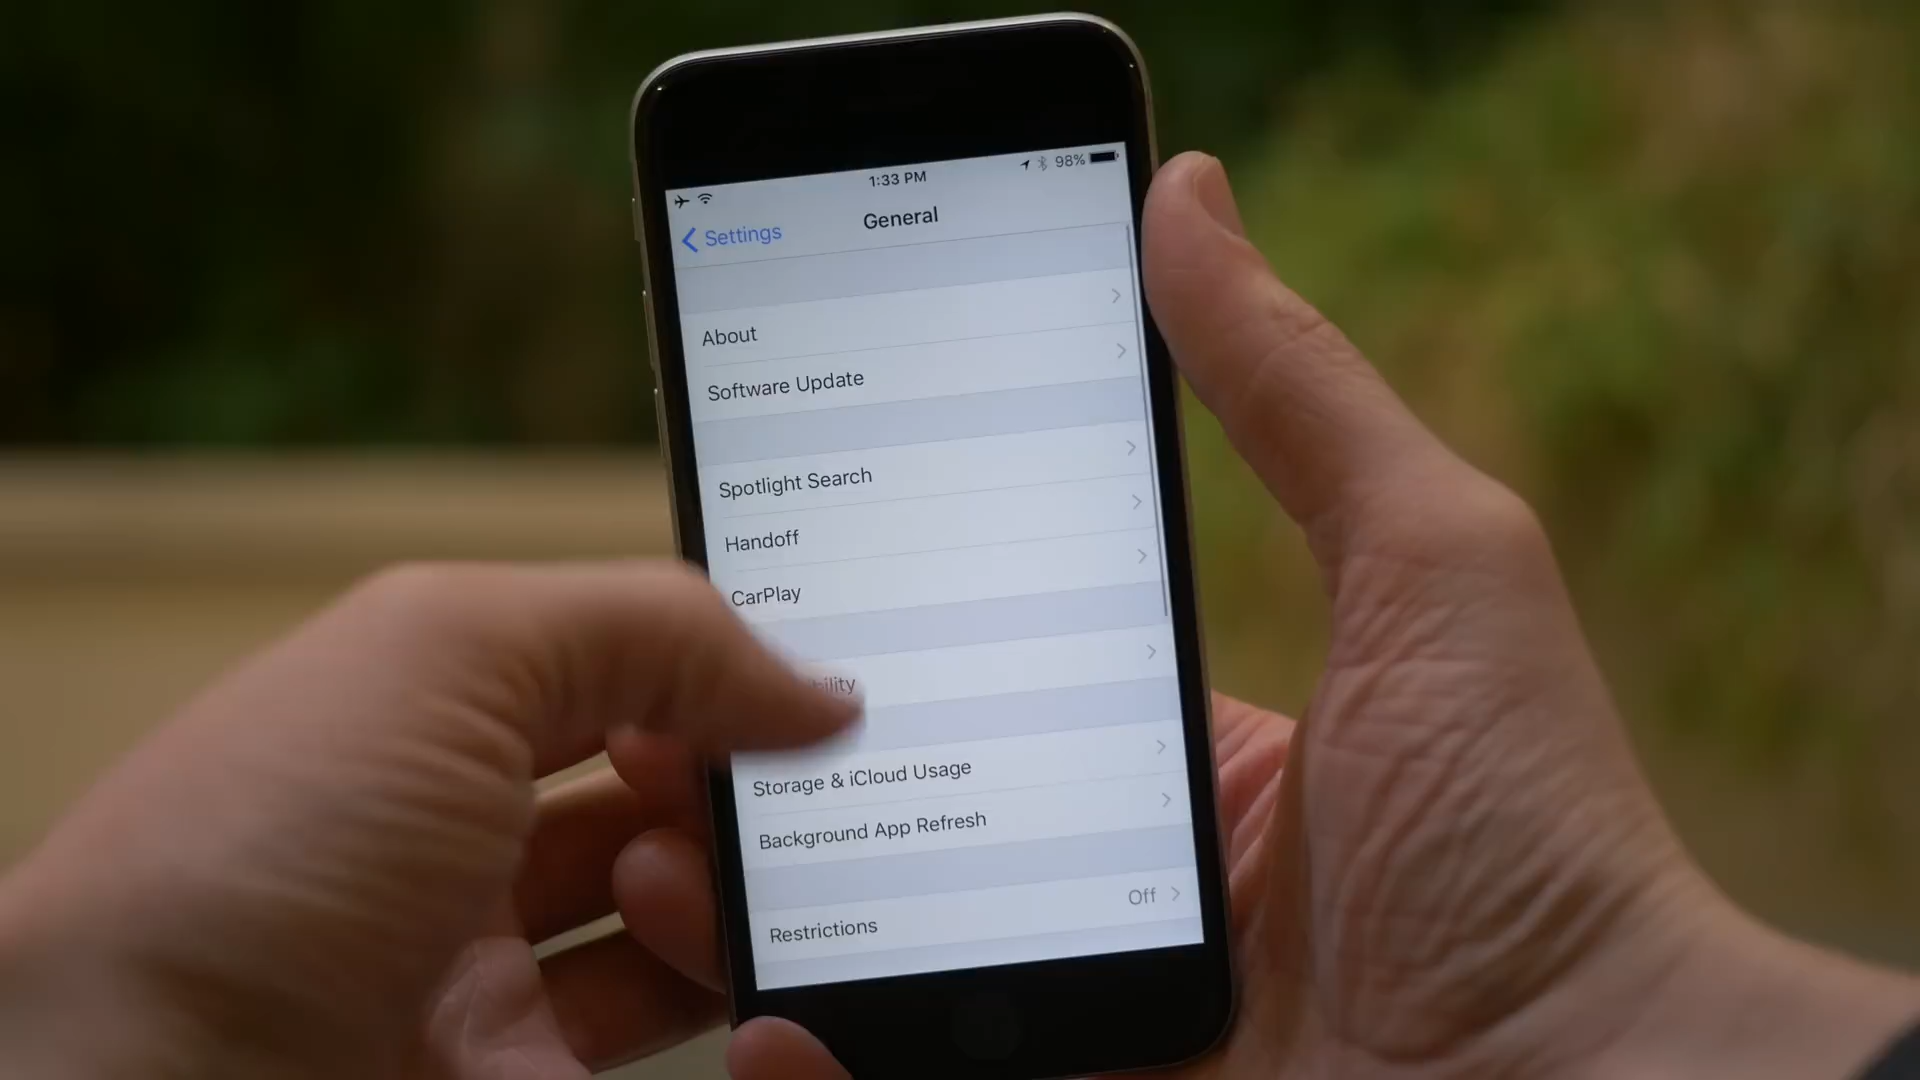 1:33 PM
98%
Settings
General
About
Software Update
Spotlight Search
Handoff
CarPlay
Storage & iCloud Usage
Background App Refresh
Restrictions
Off